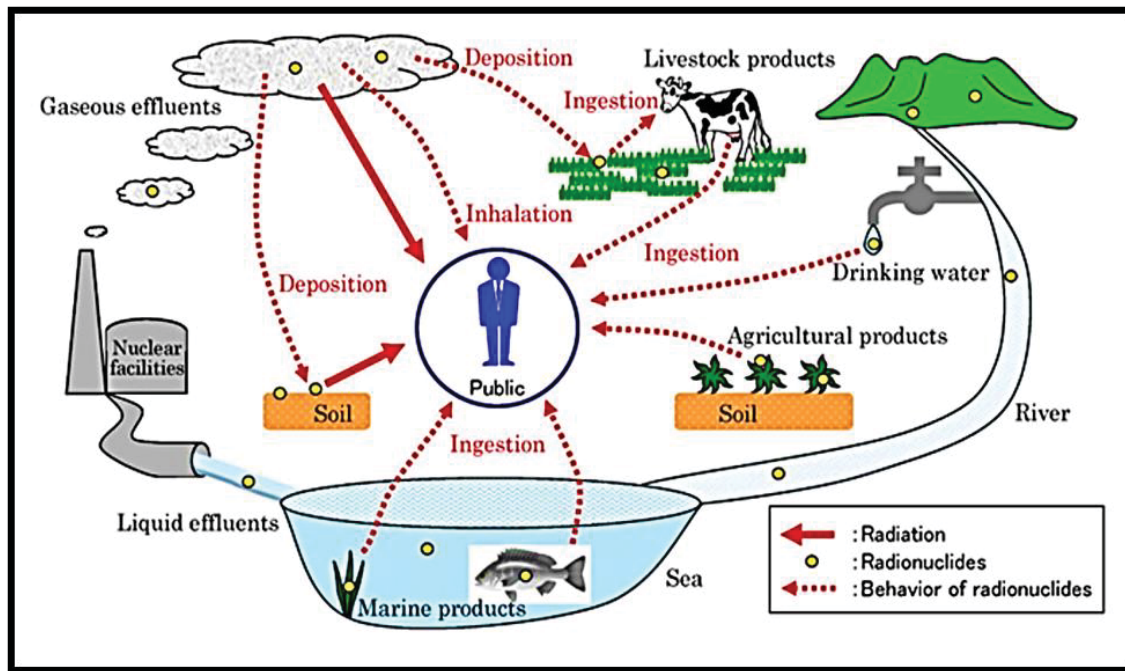 Deposition
Livestock products
Gaseous effluents
Ingestion
Inhalation
Ingestion
Drinking water
Deposition
Agricultural products
Nuclear
facilities
Public
Soil
Soil
River
Ingestion
Liquid effluents
Sea
Marine products
:Radiation
:Radionuclides
:Behavior of radionuclides